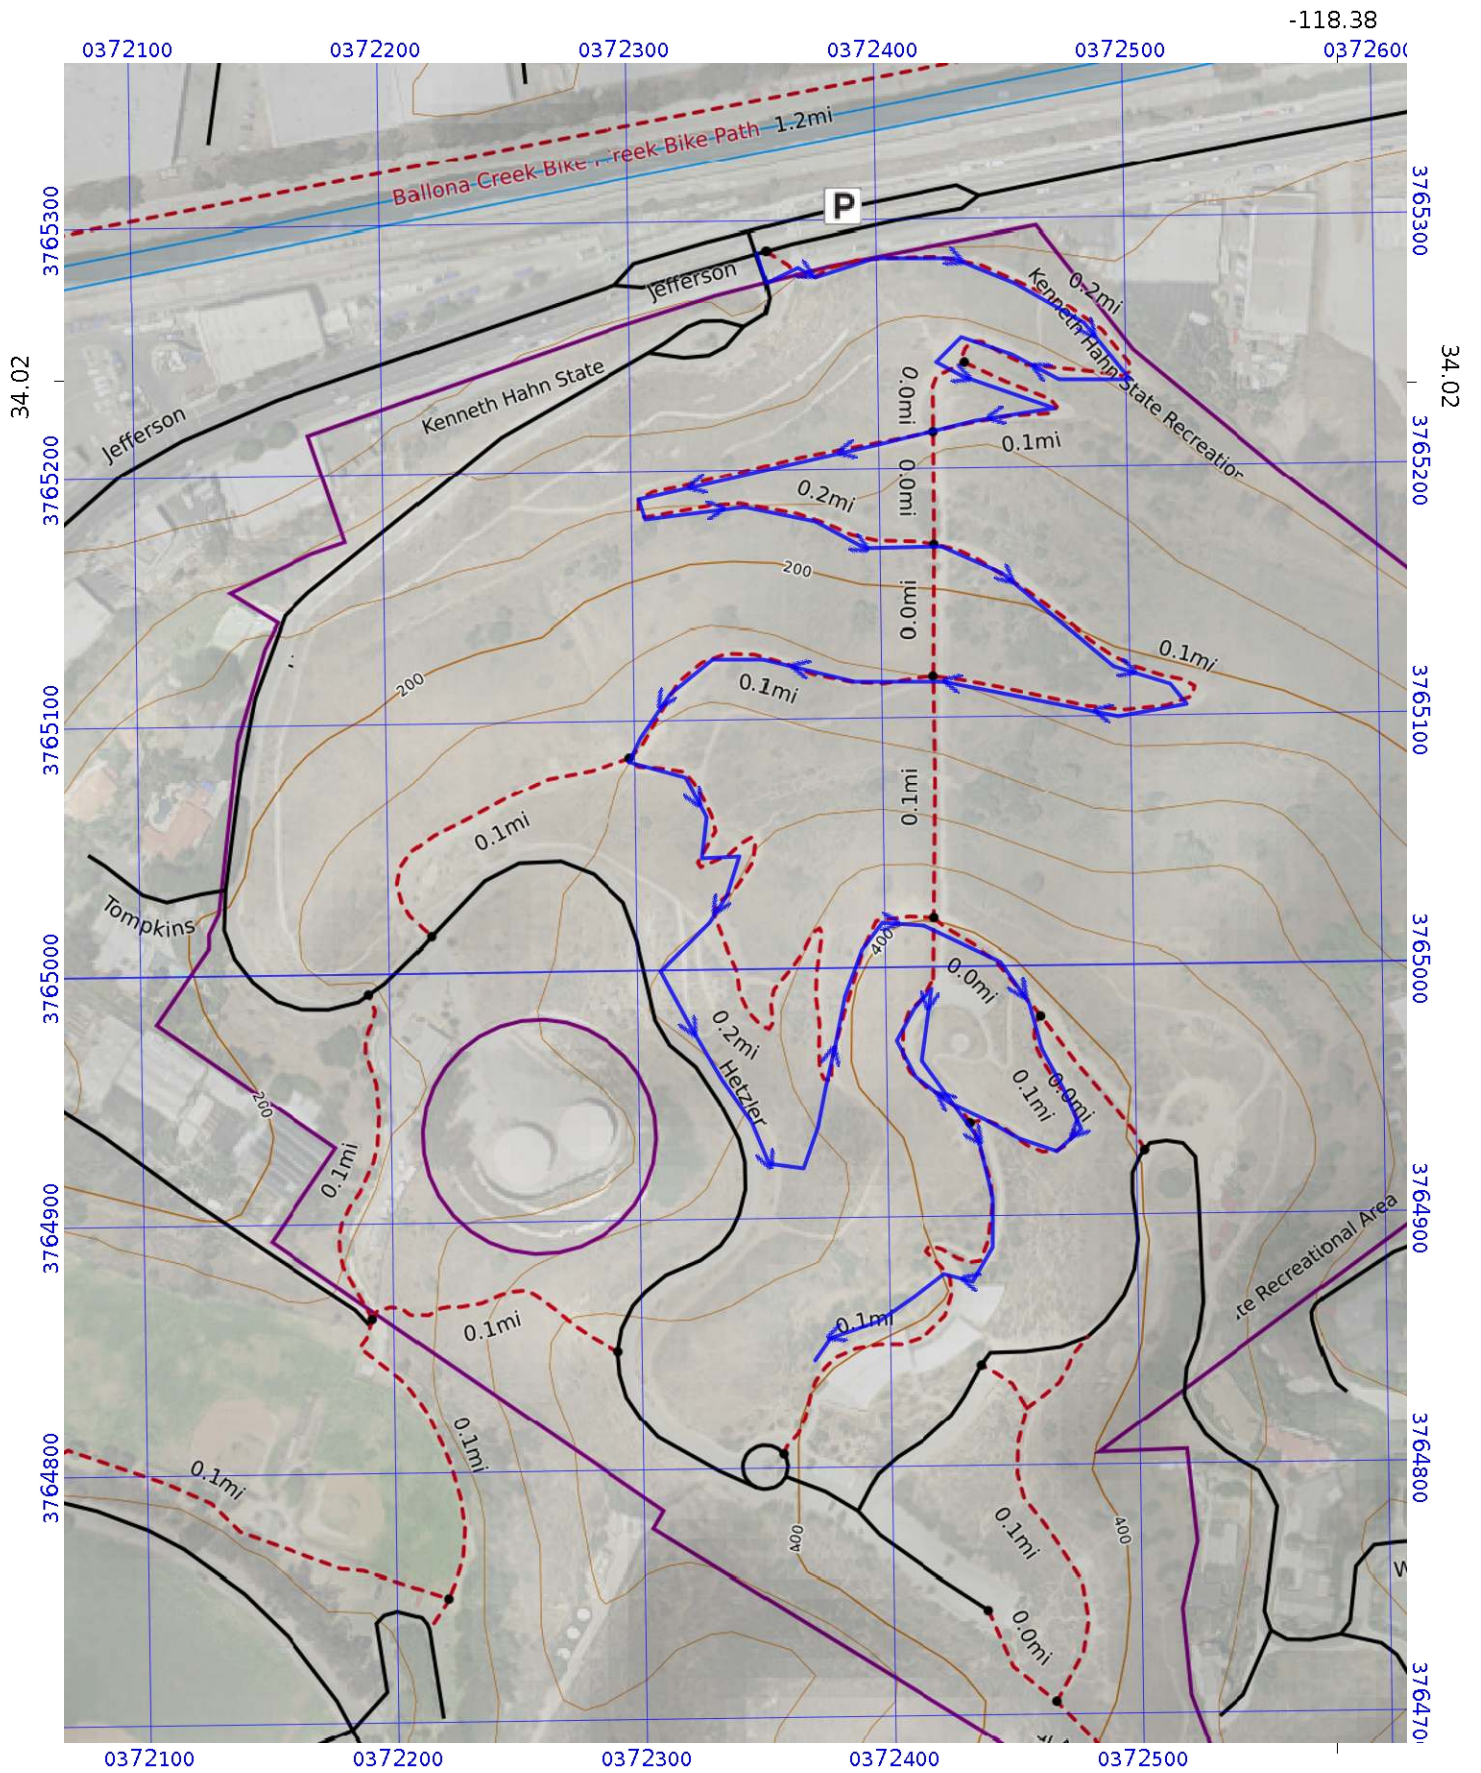 -118.38
0372100 0372200 0372300 0372400 0372500 037260
Ballona Creek Bike
reek Bike Path
1.2mi
P
3765300
3765300
Jefferson
Kenneth Hahn State Recreation
0.2mi
34.02
34.02
Kenneth Hahn State
Jefferson
0.0mi
0.1mi
0.0mi
0.2mi
3765200
3765200
200
0.0mi
200
0.1mi
0.1mi
3765100
3765100
0.1mi
0.1mi
Tompkins
400
0.0mi
3765000
3765000
0.2mi
Hetzler
0.1mi
0.0mi
200
0.1mi
3764900
3764900
te Recreational Area
0.1mi
0.1mi
0.1mi
0.1mi
3764800
3764800
400
0.1mi
400
0.0mi
W
376470
0372100 0372200 0372300 0372400 0372500